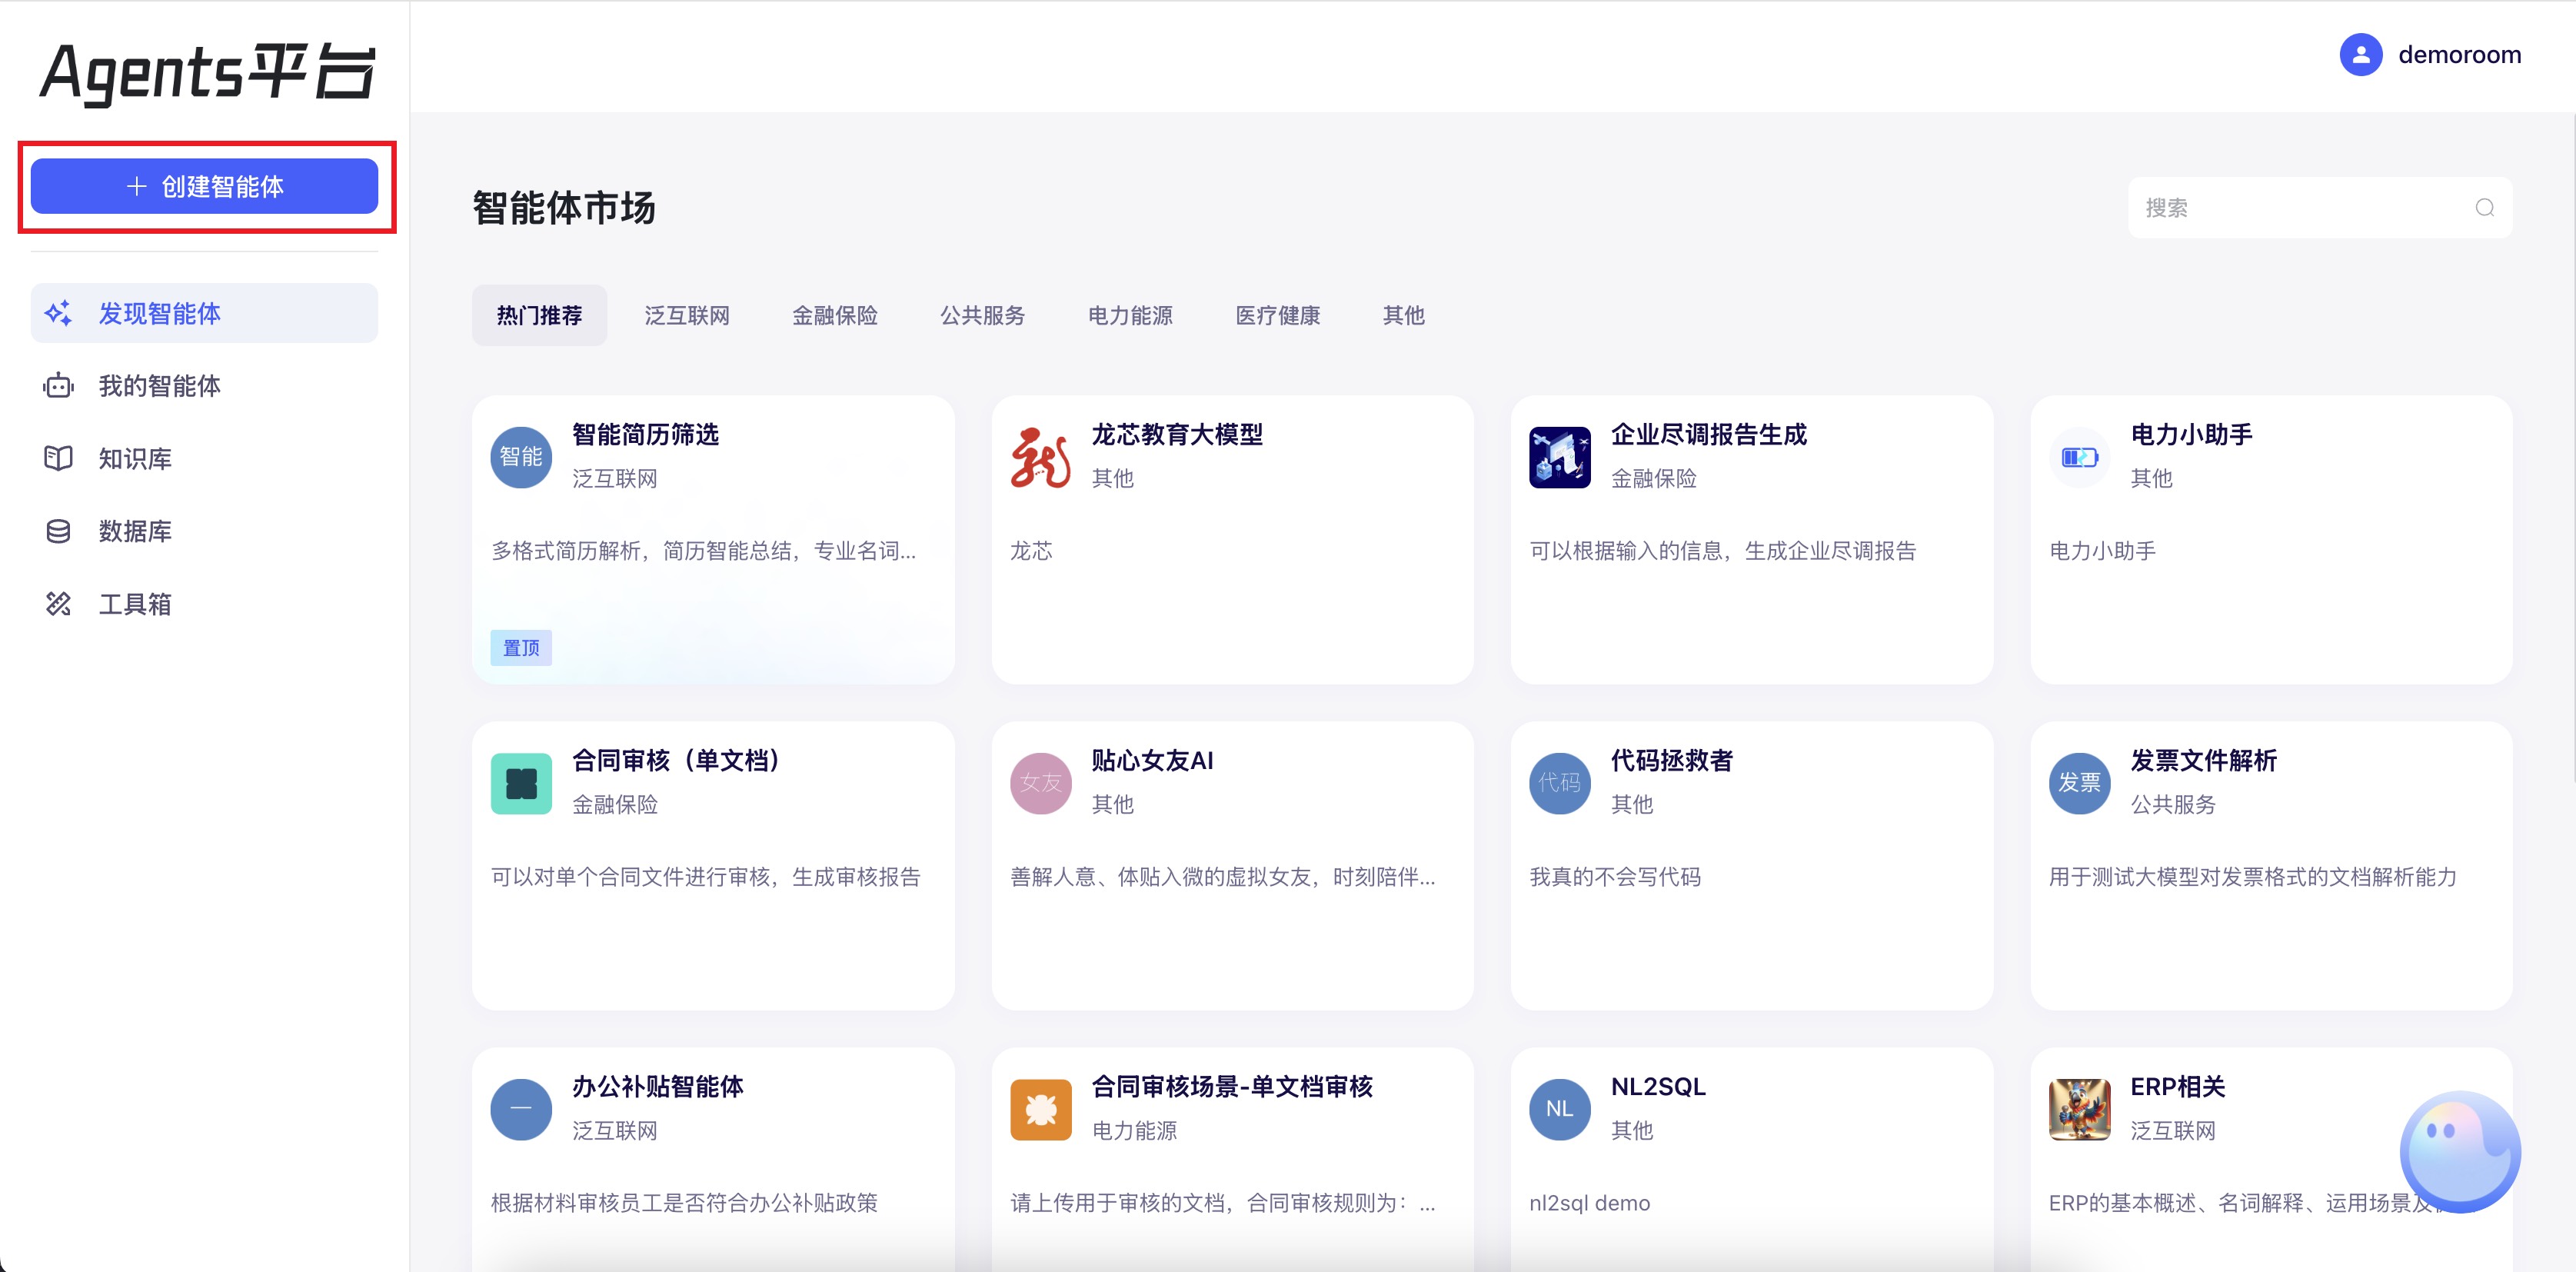 Agents平台
demoroom
创建智能体
发现智能体
我的智能体
知识库
数据库
工具箱
智能体市场
搜索
热门推荐 泛互联网 金融保险 公共服务 电力能源 医疗健康 其他
智能
智能简历筛选
泛互联网
多格式简历解析，简历智能总结，专业名词...
置顶
龙芯教育大模型
其他
龙芯
企业尽调报告生成
金融保险
可以根据输入的信息，生成企业尽调报告
电力小助手
其他
电力小助手
合同审核（单文档）
金融保险
可以对单个合同文件进行审核，生成审核报告
女友
贴心女友AI
其他
善解人意、体贴入微的虚拟女友，时刻陪伴...
代码
代码拯救者
其他
我真的不会写代码
发票
发票文件解析
公共服务
用于测试大模型对发票格式的文档解析能力
一
办公补贴智能体
泛互联网
根据材料审核员工是否符合办公补贴政策
合同审核场景-单文档审核
电力能源
请上传用于审核的文档，合同审核规则为：...
NL
NL2SQL
其他
nl2sql demo
ERP相关
泛互联网
ERP的基本概述、名词解释、运用场景及